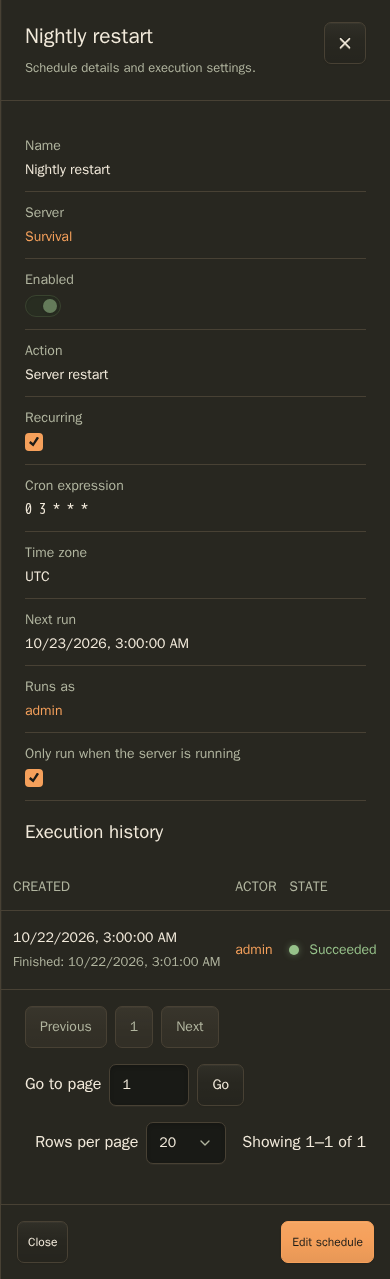 Nightly restart
Schedule details and execution settings.
Name
Nightly restart
Server
Survival
Enabled
Action
Server restart
Recurring
Cron expression
0 3 * * *
Time zone
UTC
Next run
10/23/2026, 3:00:00 AM
Runs as
admin
Only run when the server is running
Execution history
CREATED ACTOR STATE
10/22/2026, 3:00:00 AM
Finished: 10/22/2026, 3:01:00 AM
admin Succeeded
Previous 1 Next
Go to page 1 Go
Rows per page 20 Showing 1–1 of 1
Close Edit schedule